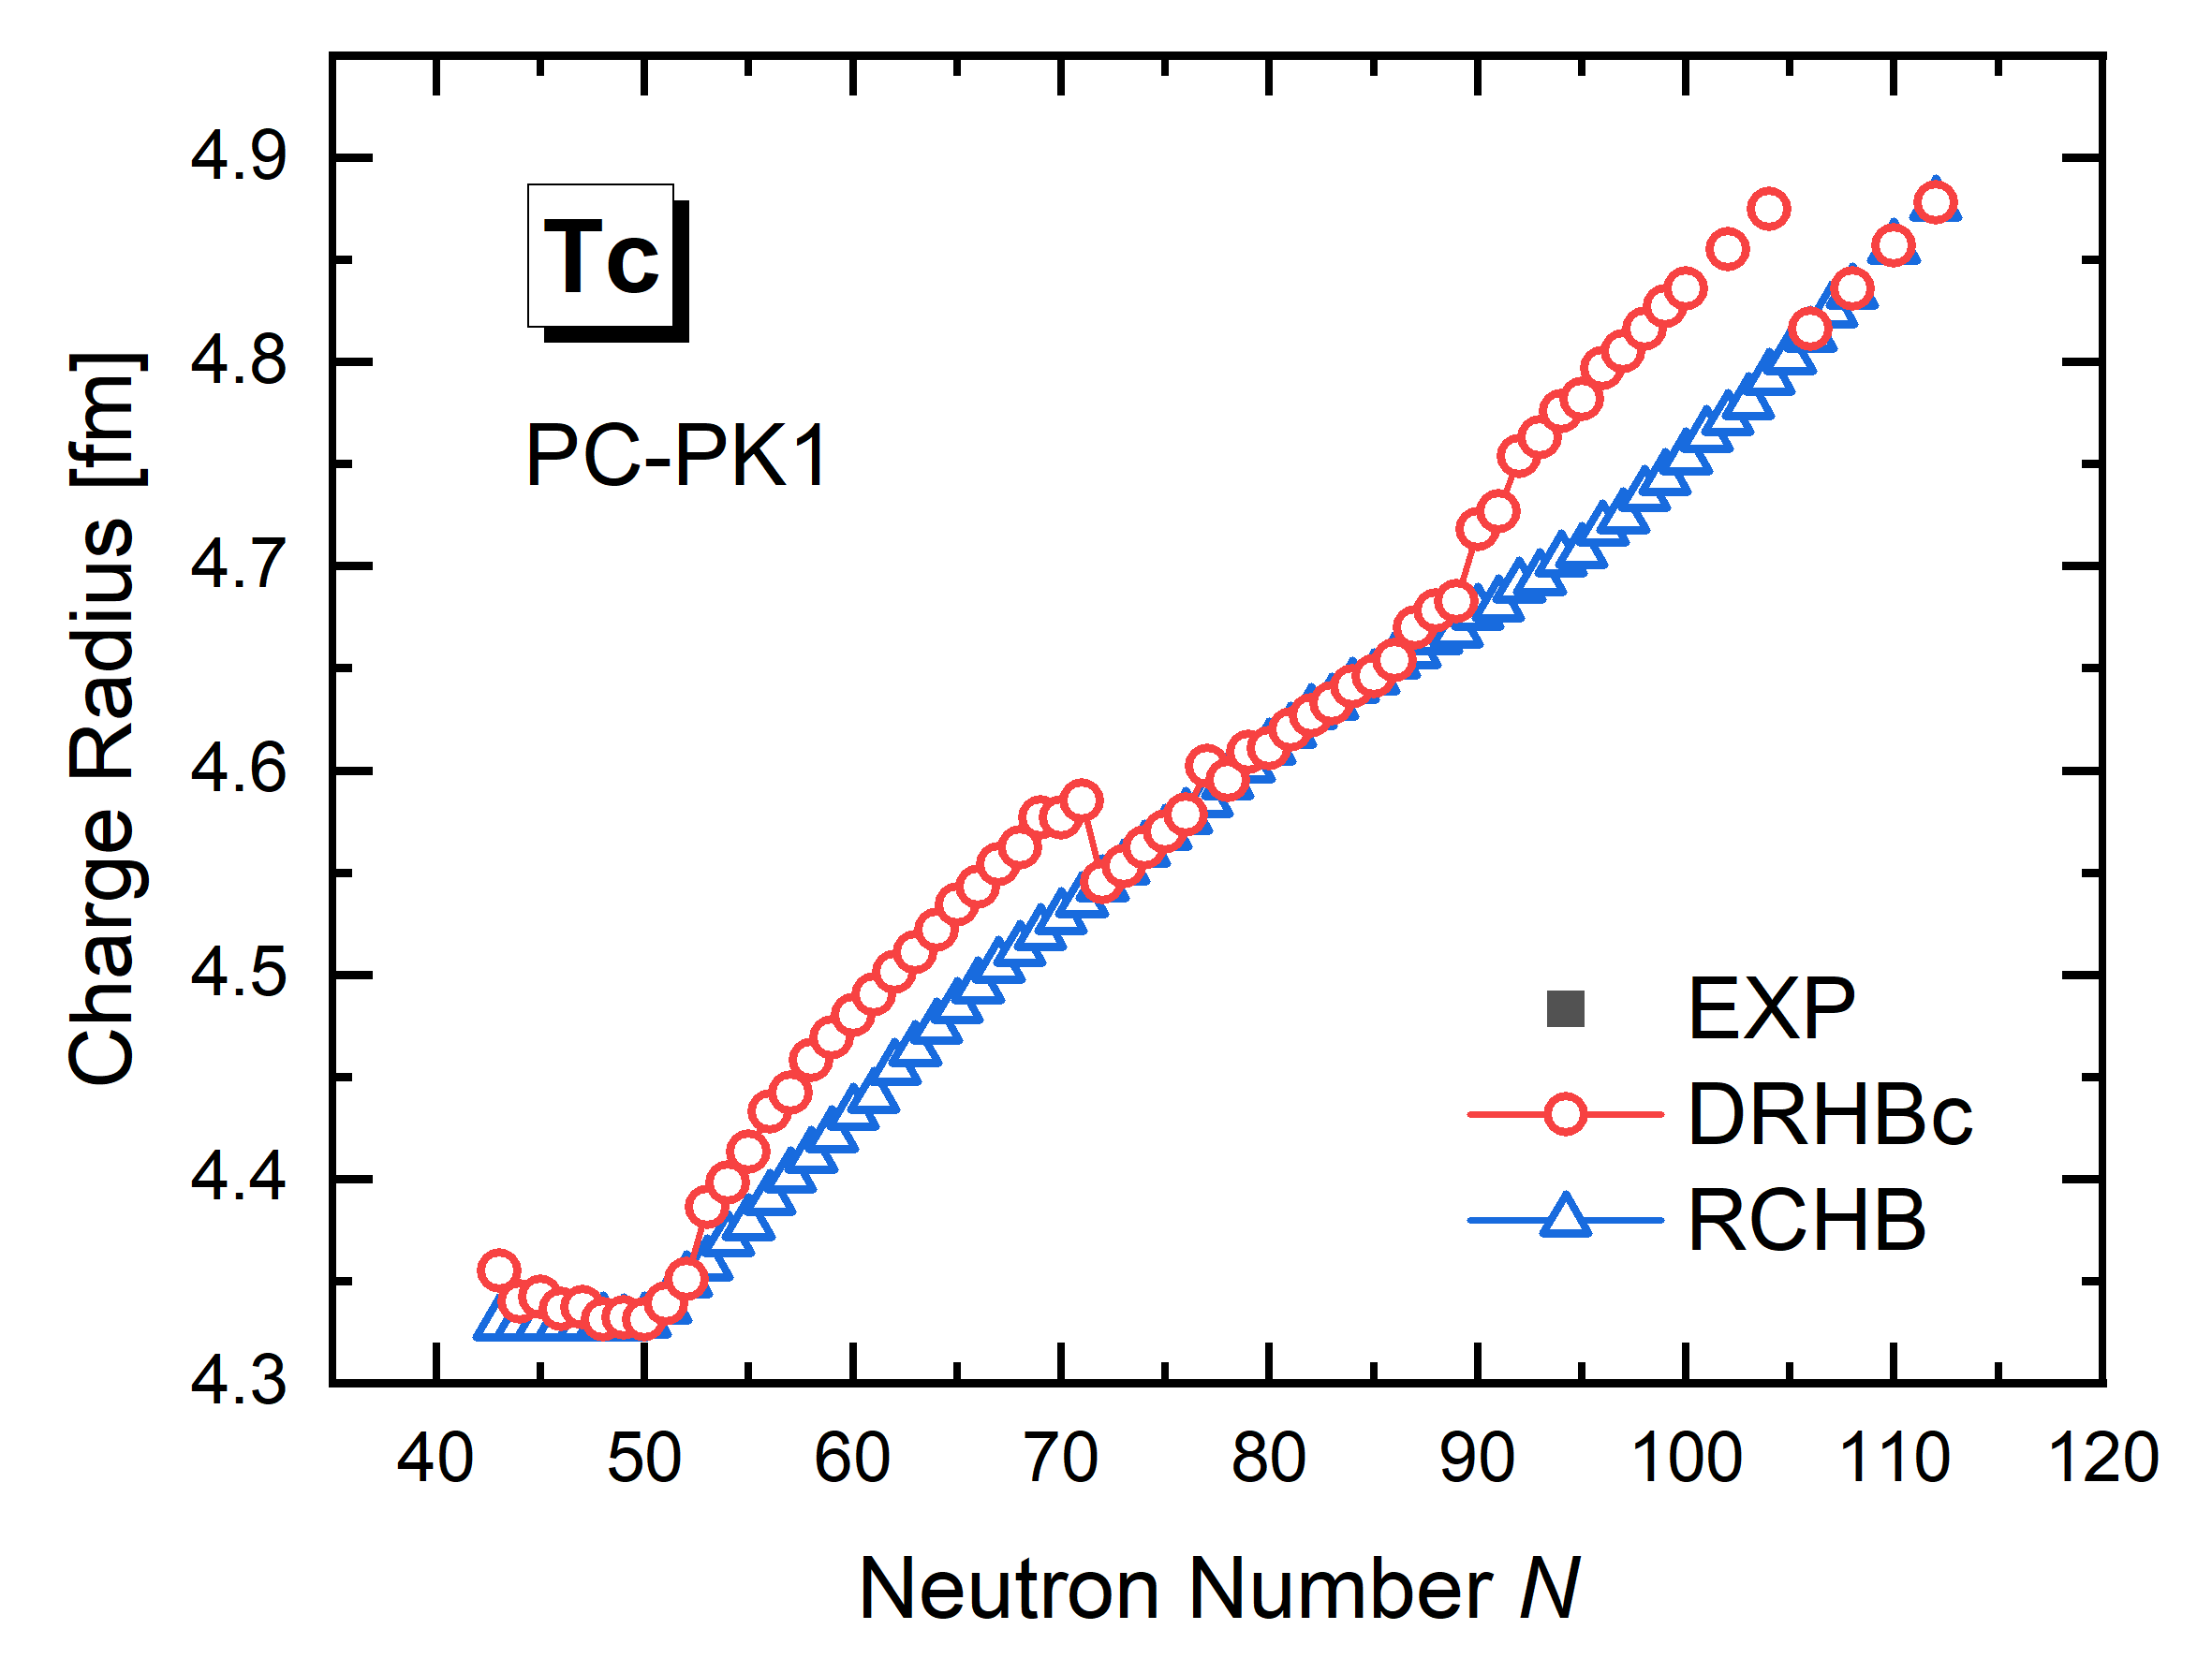 Tc
PC-PK1
4.9
4.8
4.7
4.6
4.5
4.4
4.3
Charge Radius [fm]
EXP
DRHBc
RCHB
40 50 60 70 80 90 100 110 120
Neutron Number N